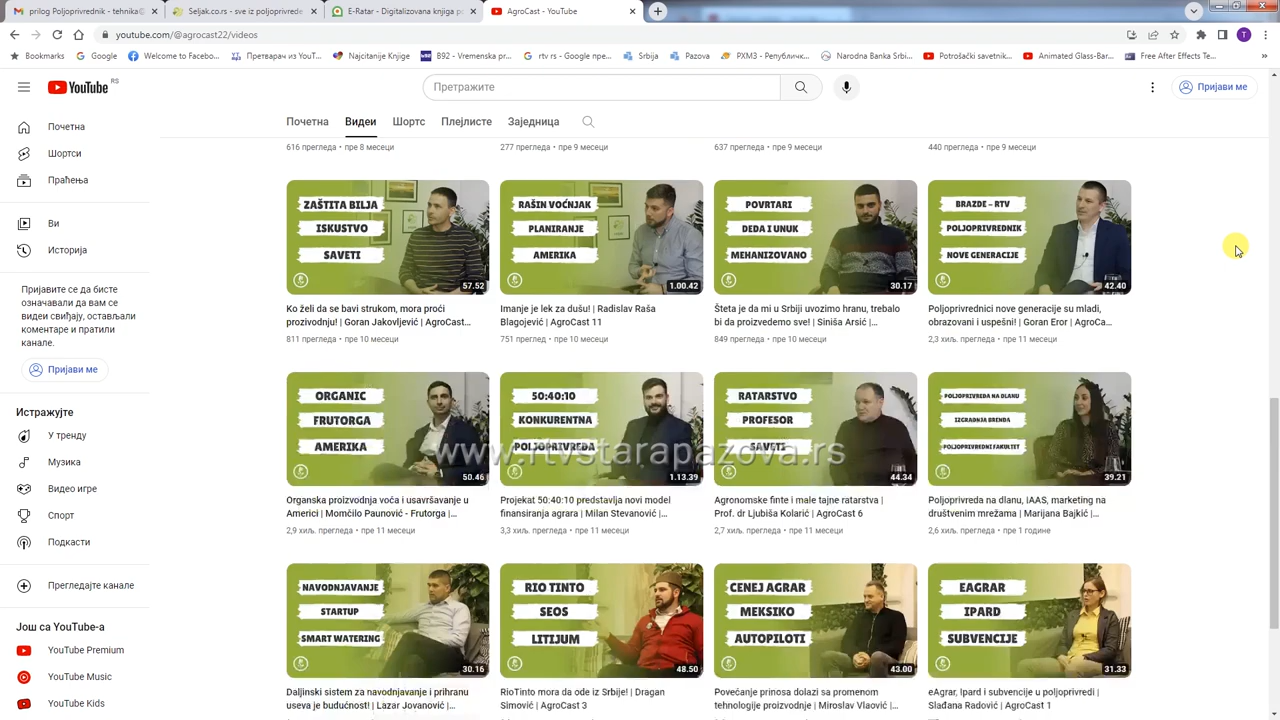 prilog Poljoprivrednik - tehnika
Seljak.co.rs - sve iz poljoprivrede
E-Ratar - Digitalizovana knjiga p
AgroCast - YouTube
youtube.com/@agrocast22/videos
T
Bookmarks
Google
Welcome to Facebo...
Претварач из YouT...
Najcitanije Knjige
B92 - Vremenska pr...
rtv rs - Google пре...
Srbija
Pazova
РХМЗ - Републичк...
Narodna Banka Srbi...
Potrošački savetnik...
Animated Glass-Bar...
Free After Effects Te...
YouTube RS
Претражите
Пријави ме
Почетна
Видеи
Шортс
Плејлисте
Заједница
Почетна
Шортси
Праћења
Ви
Историја
Пријавите се да бисте
означавали да вам се
видеи свиђају, остављали
коментаре и пратили
канале.
Пријави ме
Истражујте
У тренду
Музика
Видео игре
Спорт
Подкасти
Прегледајте канале
Још са YouTube-а
YouTube Premium
YouTube Music
YouTube Kids
616 прегледа • пре 8 месеци
277 прегледа • пре 9 месеци
637 прегледа • пре 9 месеци
440 прегледа • пре 9 месеци
ZAŠTITA BILJA
ISKUSTVO
SAVETI
57.52
Ko želi da se bavi strukom, mora proći
prozivodnju! | Goran Jakovljević | AgroCast...
811 прегледа • пре 10 месеци
RAŠIN VOĆNJAK
PLANIRANJE
AMERIKA
1.00.42
Imanje je lek za dušu! | Radislav Raša
Blagojević | AgroCast 11
751 преглед • пре 10 месеци
POVRTARI
DEDA I UNUK
MEHANIZOVANO
30.17
Šteta je da mi u Srbiji uvozimo hranu, trebalo
bi da proizvedemo sve! | Siniša Arsić |...
849 прегледа • пре 10 месеци
BRAZDE – RTV
POLJOPRIVREDNIK
NOVE GENERACIJE
42.40
Poljoprivrednici nove generacije su mladi,
obrazovani i uspešni! | Goran Eror | AgroCa...
2,3 хиљ. прегледа • пре 11 месеци
ORGANIC
FRUTORGA
AMERIKA
50.46
Organska proizvodnja voća i usavršavanje u
Americi | Momčilo Paunović - Frutorga |...
2,9 хиљ. прегледа • пре 11 месеци
50:40:10
KONKURENTNA
POLJOPRIVREDA
1.13.39
Projekat 50:40:10 predstavlja novi model
finansiranja agrara | Milan Stevanović |...
3,3 хиљ. прегледа • пре 11 месеци
RATARSTVO
PROFESOR
SAVETI
44.34
Agronomske finte i male tajne ratarstva |
Prof. dr Ljubiša Kolarić | AgroCast 6
2,7 хиљ. прегледа • пре 11 месеци
POLJOPRIVREDA NA DLANU
IZGRADNJA BRENDA
POLJOPRIVREDNI FAKULTET
39.21
Poljoprivreda na dlanu, IAAS, marketing na
društvenim mrežama | Marijana Bajkić |...
2,6 хиљ. прегледа • пре 1 године
www.rtvstarapazova.rs
NAVODNJAVANJE
STARTUP
SMART WATERING
30.16
Daljinski sistem za navodnjavanje i prihranu
useva je budućnost! | Lazar Jovanović |...
RIO TINTO
SEOS
LITIJUM
48.50
RioTinto mora da ode iz Srbije! | Dragan
Simović | AgroCast 3
CENEJ AGRAR
MEKSIKO
AUTOPILOTI
43.00
Povećanje prinosa dolazi sa promenom
tehnologije proizvodnje | Miroslav Vlaović |...
EAGRAR
IPARD
SUBVENCIJE
31.33
eAgrar, Ipard i subvencije u poljoprivredi |
Slađana Radović | AgroCast 1